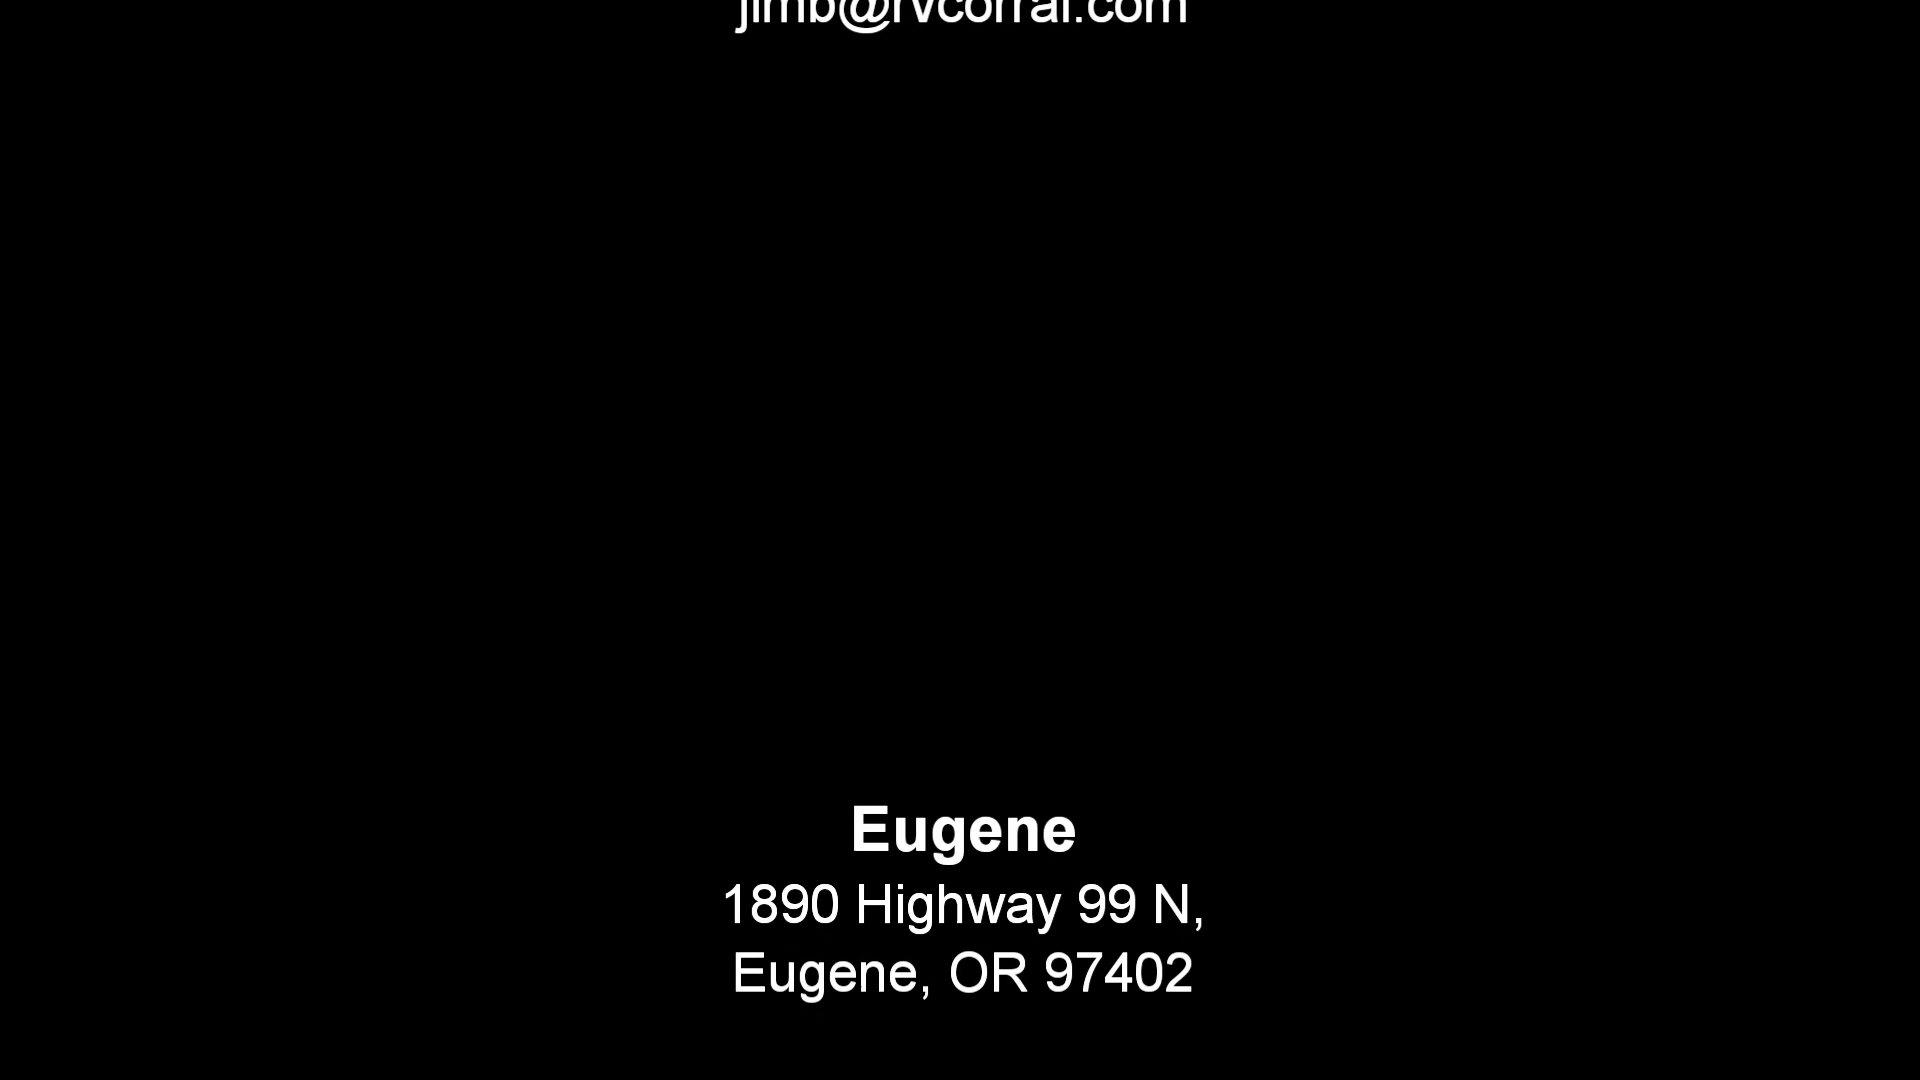 jimb@rvcorral.com
Eugene
1890 Highway 99 N,
Eugene, OR 97402